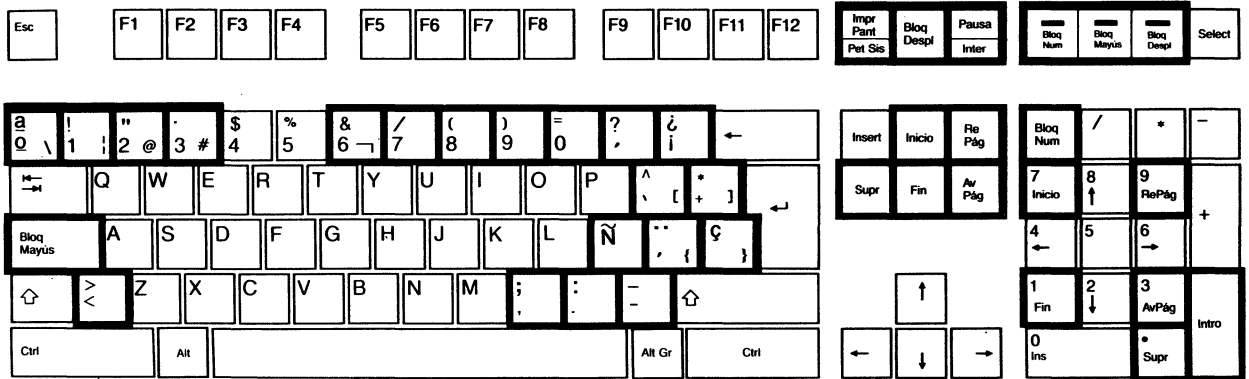 Esc F1 F2 F3 F4 F5 F6 F7 F8 F9 F10 F11 F12 Impr Pant Pet Sis Bloq Despl Pausa Inter Bloq Num Bloq Mayús Bloq Despl Select
ª º \ ! 1 ¦ " 2 @ · 3 # $ 4 % 5 & 6 ¬ / 7 ( 8 ) 9 = 0 ? ' ¿ ¡ ← Insert Inicio Re Pág Bloq Num / * −
⇤ ⇥ Q W E R T Y U I O P ^ ` [ * + ] ↵ Supr Fin Av Pág 7 Inicio 8 ↑ 9 RePág +
Bloq Mayús A S D F G H J K L Ñ ¨ ´ { Ç } 4 ← 5 6 →
⇧ > < Z X C V B N M ; , : . _ - ⇧ ↑ 1 Fin 2 ↓ 3 AvPág Intro
Ctrl Alt Alt Gr Ctrl ← ↓ → 0 Ins • Supr